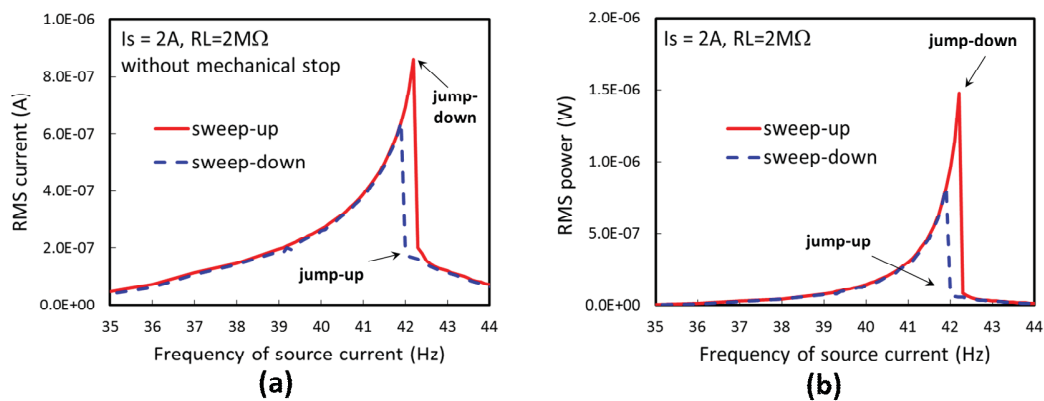 1.0E-06
8.0E-07
6.0E-07
4.0E-07
2.0E-07
0.0E+00
RMS current (A)
Is = 2A, RL=2MΩ
without mechanical stop
jump-
down
sweep-up
sweep-down
jump-up
35 36 37 38 39 40 41 42 43 44
Frequency of source current (Hz)
(a)
2.0E-06
1.5E-06
1.0E-06
5.0E-07
0.0E+00
RMS power (W)
Is = 2A, RL=2MΩ
jump-down
sweep-up
sweep-down
jump-up
35 36 37 38 39 40 41 42 43 44
Frequency of source current (Hz)
(b)